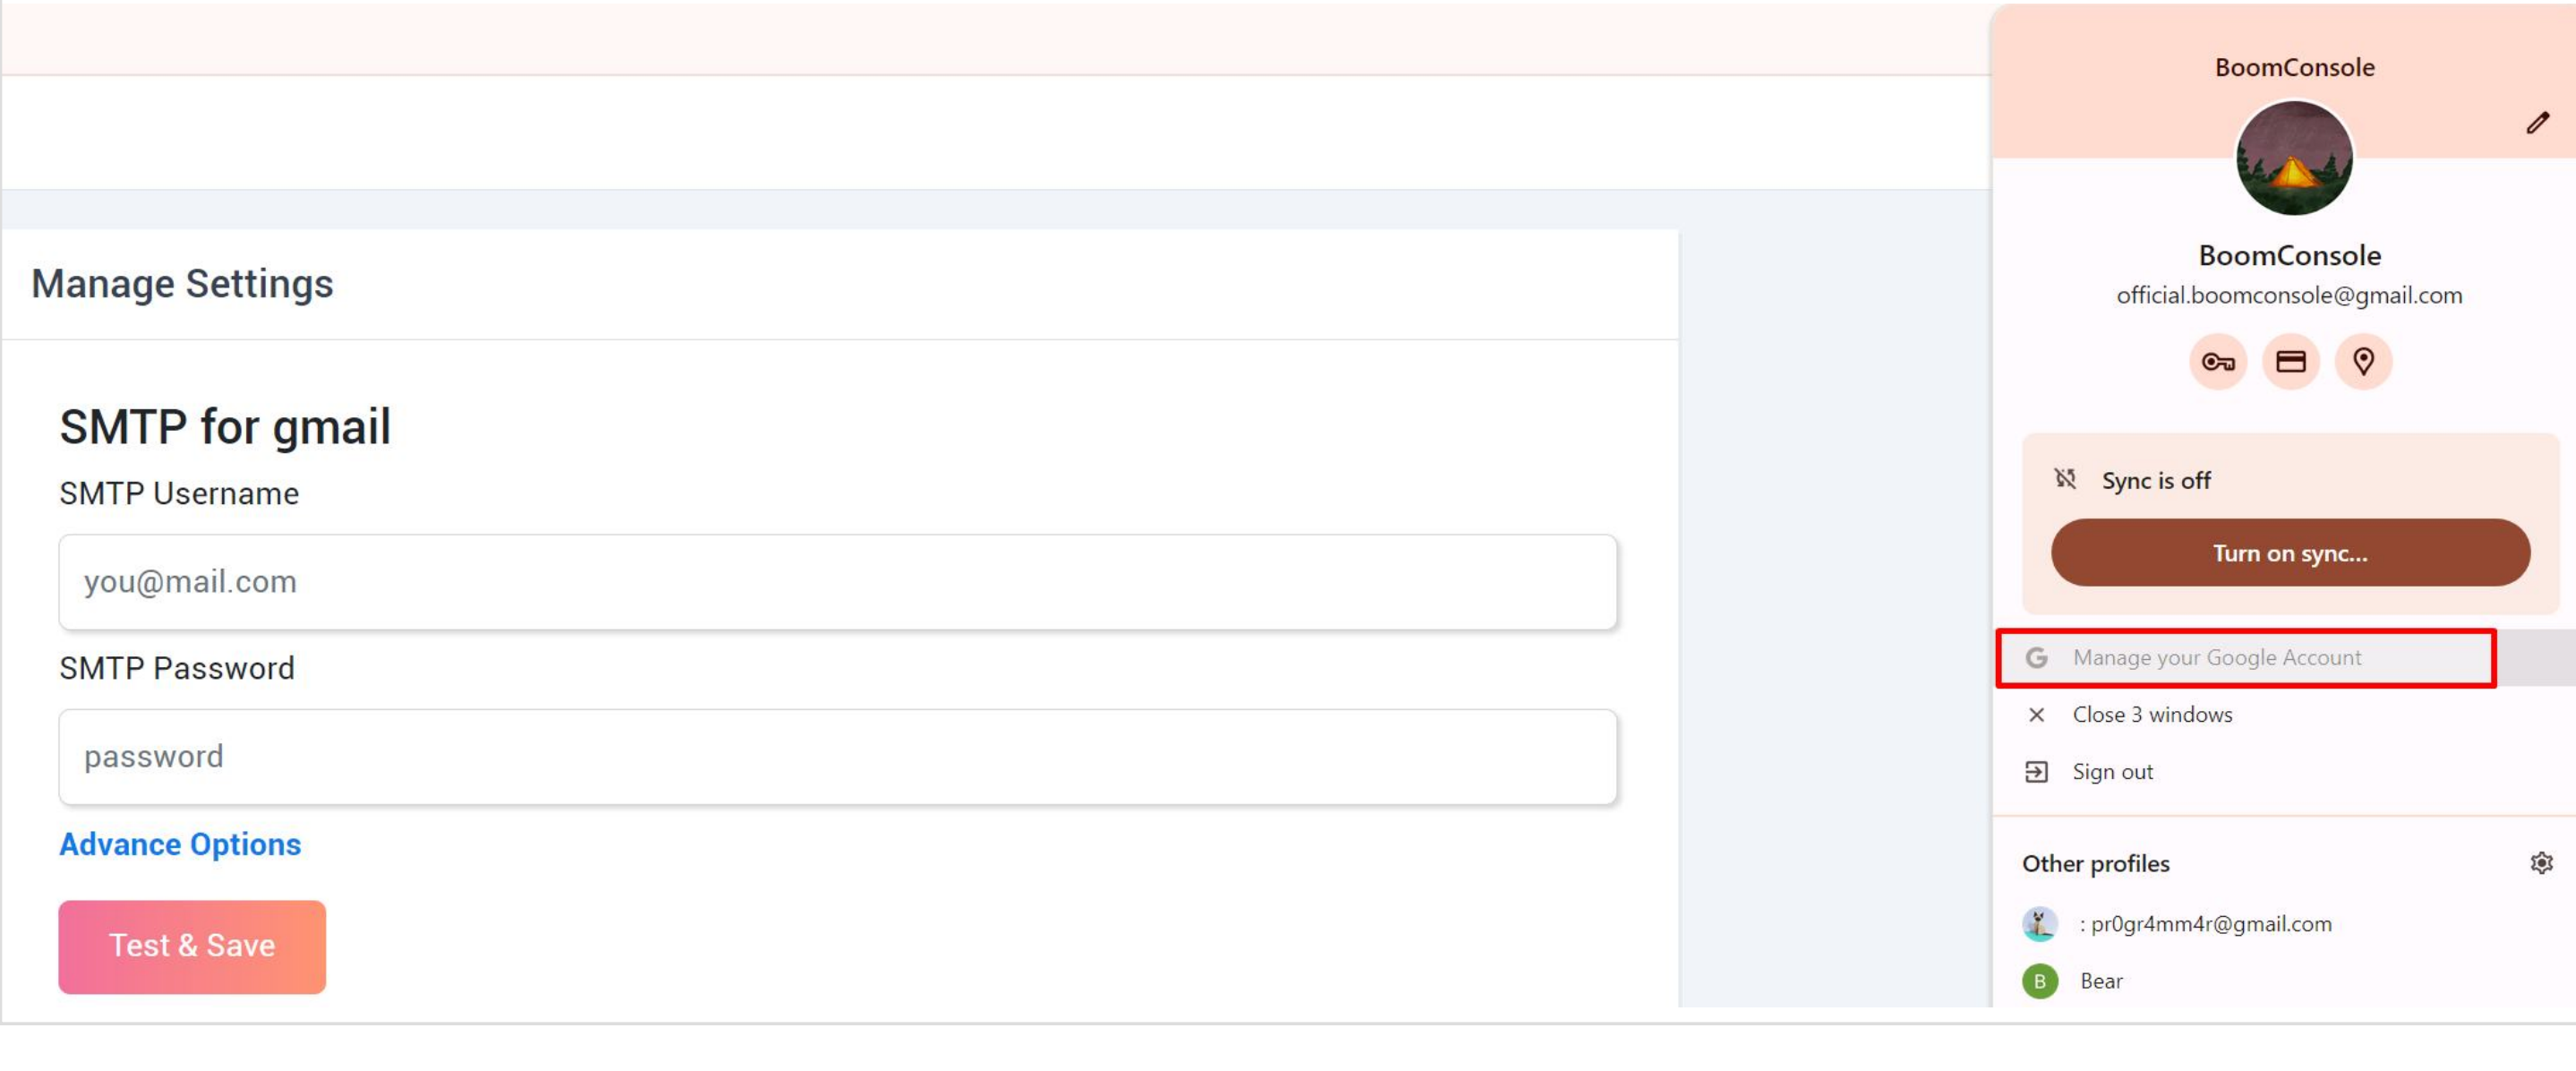 Manage Settings
SMTP for gmail
SMTP Username
you@mail.com
SMTP Password
password
Advance Options
Test & Save
BoomConsole
BoomConsole
official.boomconsole@gmail.com
Sync is off
Turn on sync...
G Manage your Google Account
Close 3 windows
Sign out
Other profiles
: pr0gr4mm4r@gmail.com
B Bear